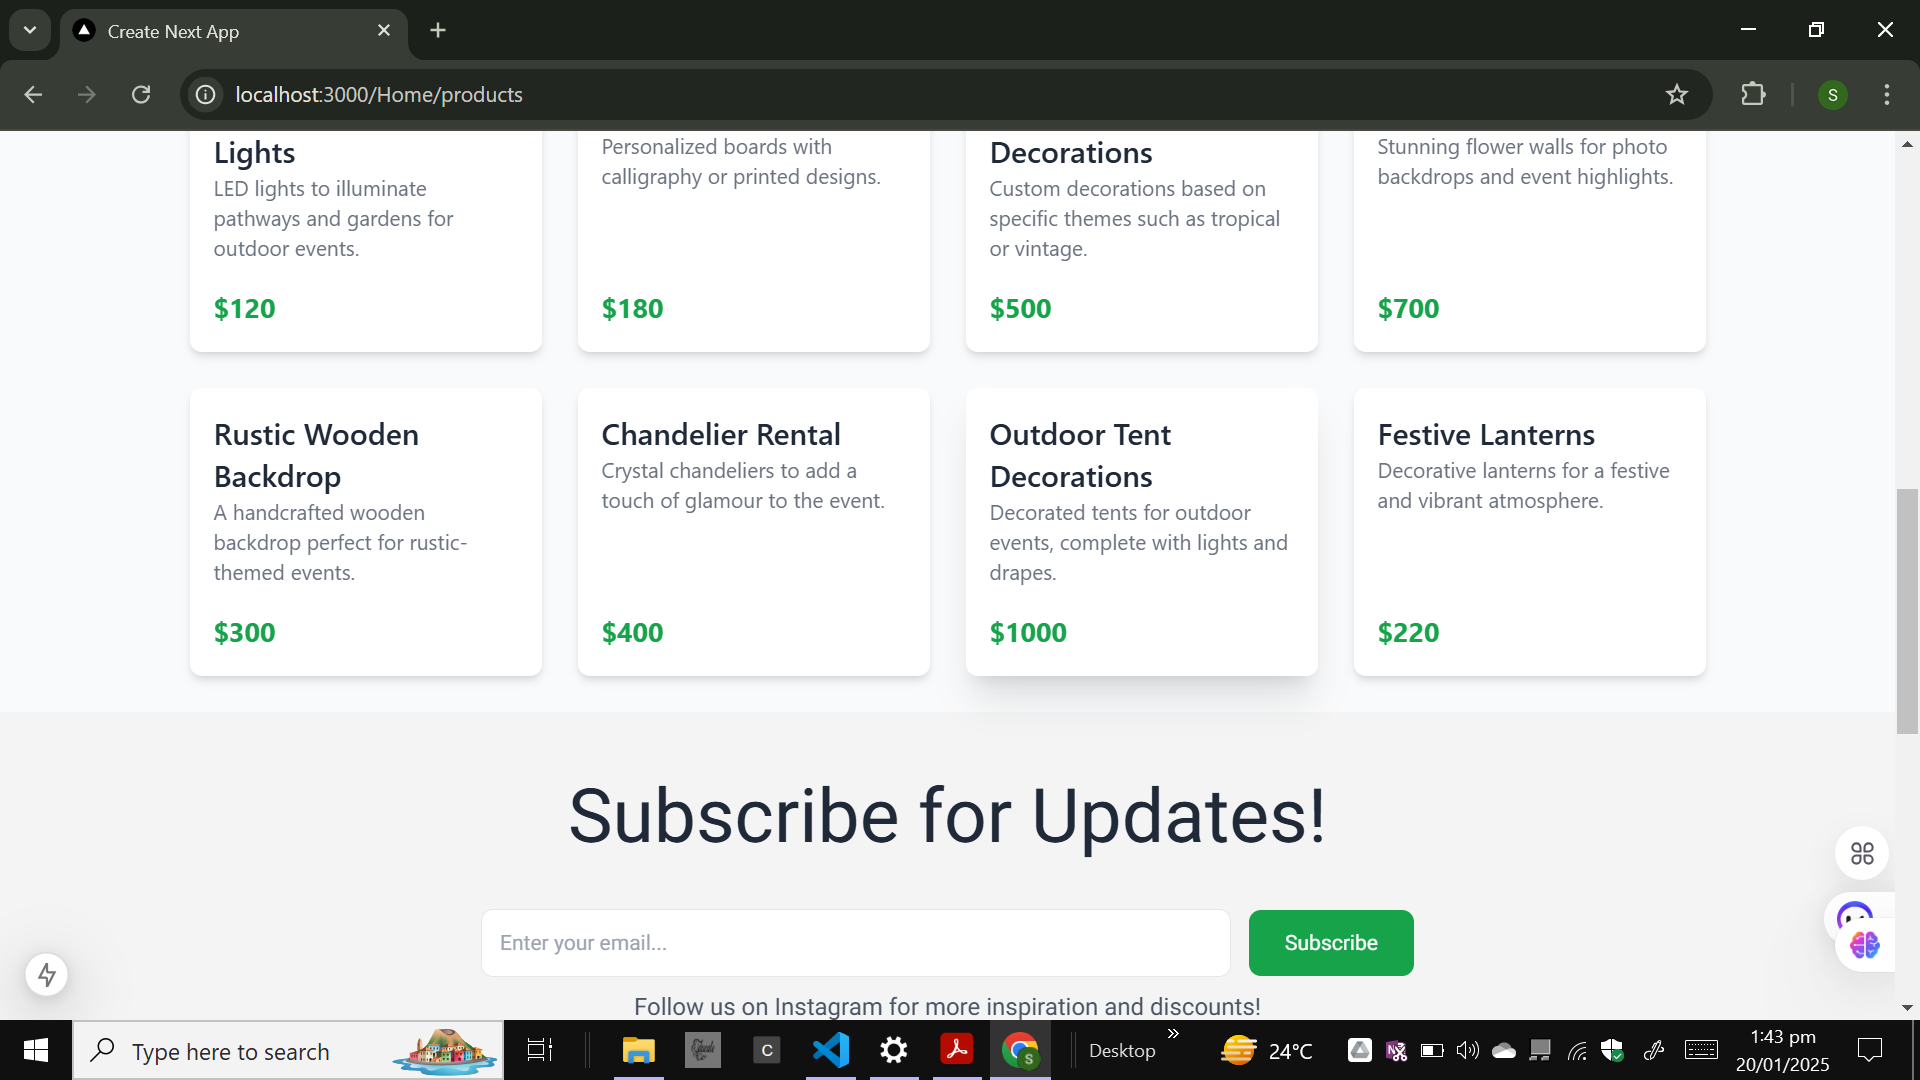 Create Next App
localhost:3000/Home/products
S
Lights
LED lights to illuminate
pathways and gardens for
outdoor events.
$120
Personalized boards with
calligraphy or printed designs.
$180
Decorations
Custom decorations based on
specific themes such as tropical
or vintage.
$500
Stunning flower walls for photo
backdrops and event highlights.
$700
Rustic Wooden
Backdrop
A handcrafted wooden
backdrop perfect for rustic-
themed events.
$300
Chandelier Rental
Crystal chandeliers to add a
touch of glamour to the event.
$400
Outdoor Tent
Decorations
Decorated tents for outdoor
events, complete with lights and
drapes.
$1000
Festive Lanterns
Decorative lanterns for a festive
and vibrant atmosphere.
$220
Subscribe for Updates!
Enter your email...
Subscribe
Follow us on Instagram for more inspiration and discounts!
Type here to search
C
S
Desktop
24°C
1:43 pm
20/01/2025